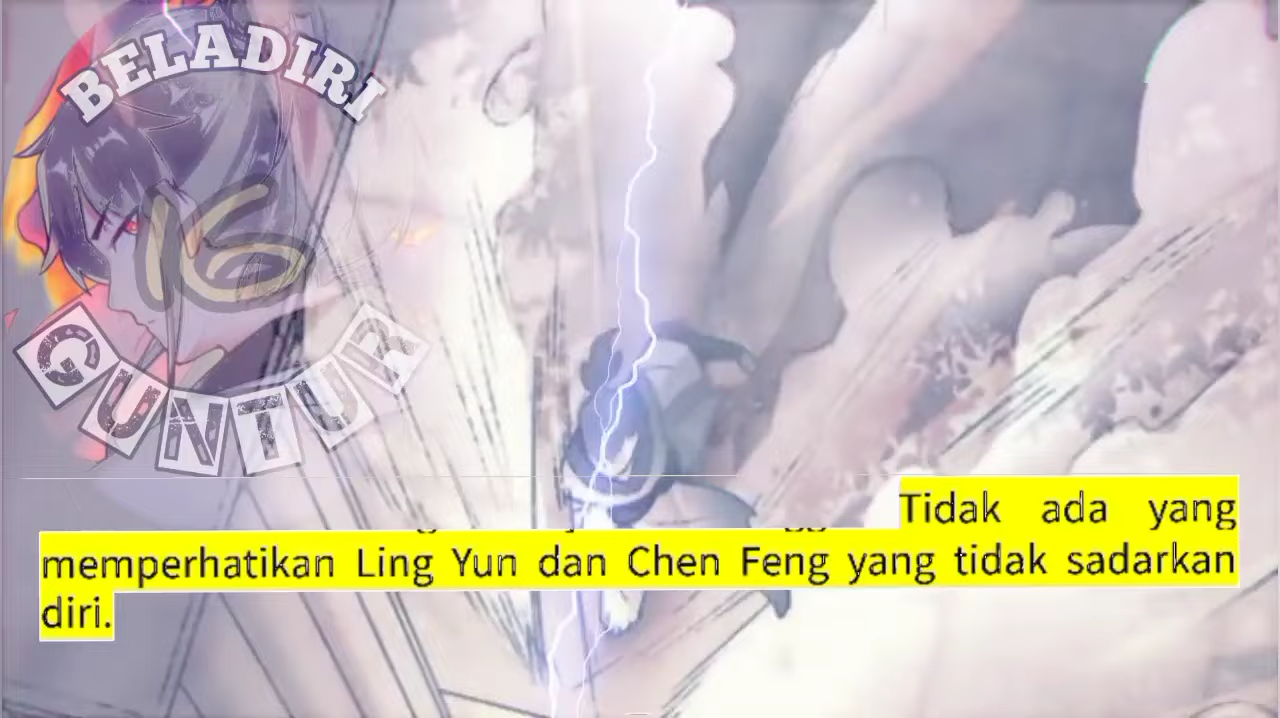 BELADIRI
16
GUNTUR
Tidak ada yang
memperhatikan Ling Yun dan Chen Feng yang tidak sadarkan
diri.